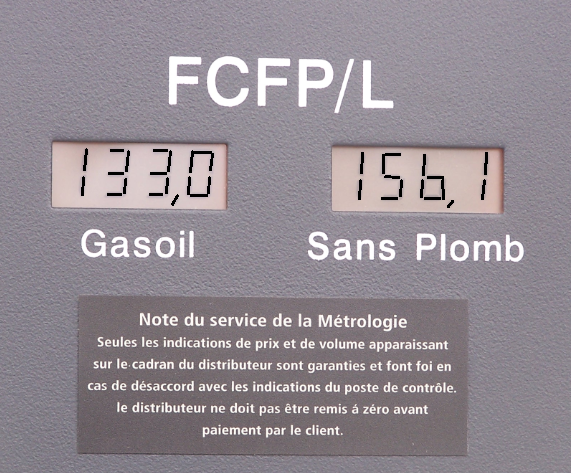 FCFP/L
133,0 156,1
Gasoil Sans Plomb
Note du service de la Métrologie
Seules les indications de prix et de volume apparaissant
sur le cadran du distributeur sont garanties et font foi en
cas de désaccord avec les indications du poste de contrôle.
le distributeur ne doit pas être remis á zéro avant
paiement par le client.